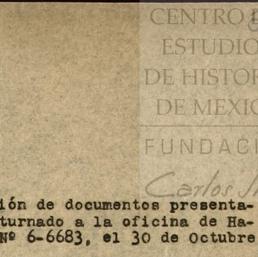 CENTRO D
ESTUDIO
DE HISTOR
DE MEXIC
FUNDACI
Carlos
ión de documentos presenta-
turnado a la oficina de Ha-
Nº 6-6683, el 30 de Octubre